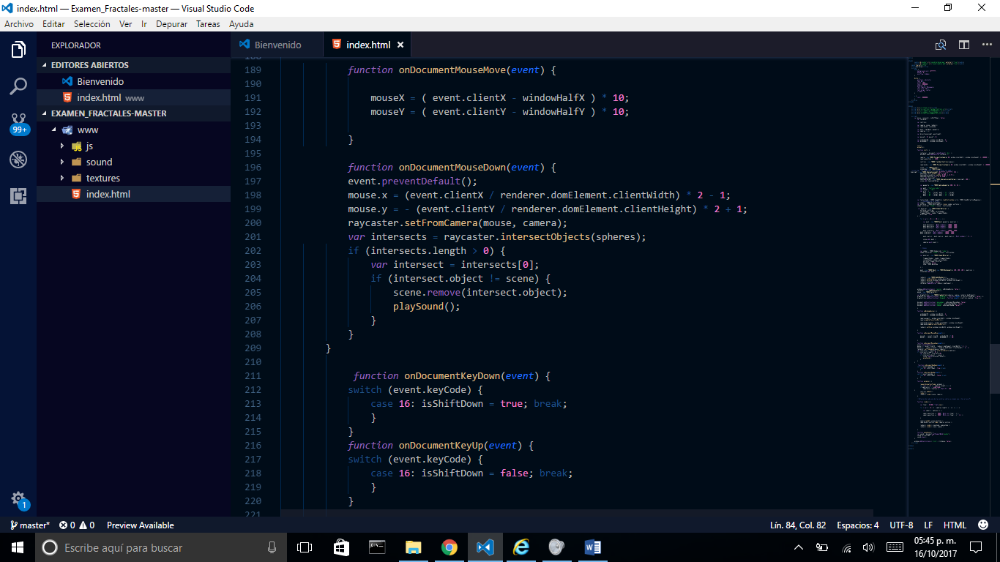 index.html — Examen_Fractales-master — Visual Studio Code
Archivo Editar Selección Ver Ir Depurar Tareas Ayuda
EXPLORADOR
EDITORES ABIERTOS
Bienvenido
index.html www
EXAMEN_FRACTALES-MASTER
www
js
sound
textures
index.html
99+
1
Bienvenido
index.html
188
189 function onDocumentMouseMove(event) {
190
191 mouseX = ( event.clientX - windowHalfX ) * 10;
192 mouseY = ( event.clientY - windowHalfY ) * 10;
193
194 }
195
196 function onDocumentMouseDown(event) {
197 event.preventDefault();
198 mouse.x = (event.clientX / renderer.domElement.clientWidth) * 2 - 1;
199 mouse.y = - (event.clientY / renderer.domElement.clientHeight) * 2 + 1;
200 raycaster.setFromCamera(mouse, camera);
201 var intersects = raycaster.intersectObjects(spheres);
202 if (intersects.length > 0) {
203 var intersect = intersects[0];
204 if (intersect.object != scene) {
205 scene.remove(intersect.object);
206 playSound();
207 }
208 }
209 }
210
211 function onDocumentKeyDown(event) {
212 switch (event.keyCode) {
213 case 16: isShiftDown = true; break;
214 }
215 }
216 function onDocumentKeyUp(event) {
217 switch (event.keyCode) {
218 case 16: isShiftDown = false; break;
219 }
220 }
221
master* 0 0 Preview Available
Lín. 84, Col. 82 Espacios: 4 UTF-8 LF HTML
Escribe aquí para buscar
05:45 p. m.
16/10/2017